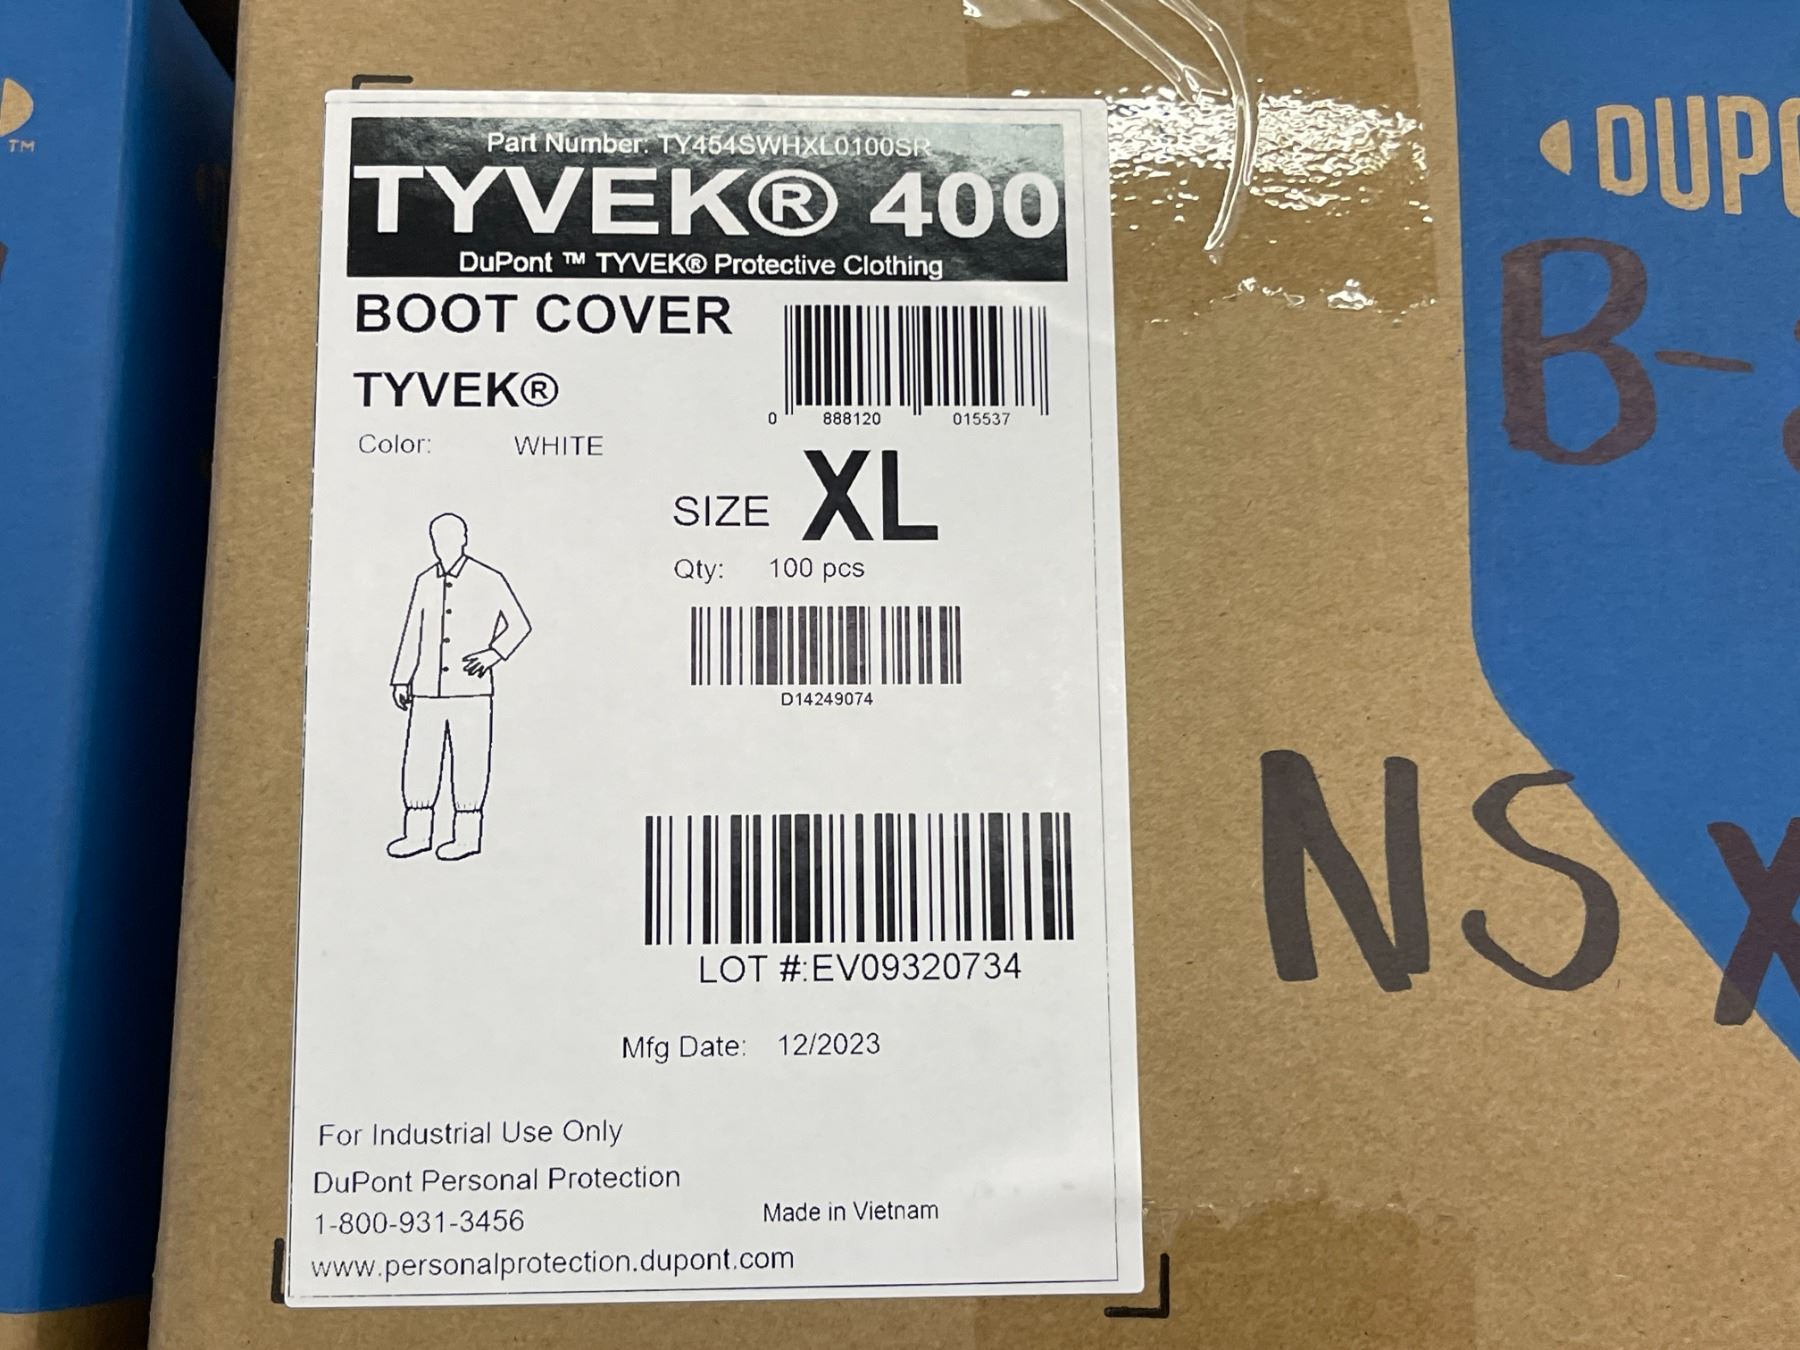 TM
Part Number: TY454SWHXL0100SR
TYVEK® 400
DuPont ™ TYVEK® Protective Clothing
BOOT COVER
TYVEK®
0 888120 015537
Color: WHITE
SIZE XL
Qty: 100 pcs
D14249074
LOT #:EV09320734
Mfg Date: 12/2023
For Industrial Use Only
DuPont Personal Protection
1-800-931-3456
Made in Vietnam
www.personalprotection.dupont.com
DUPO
B-
NS
X